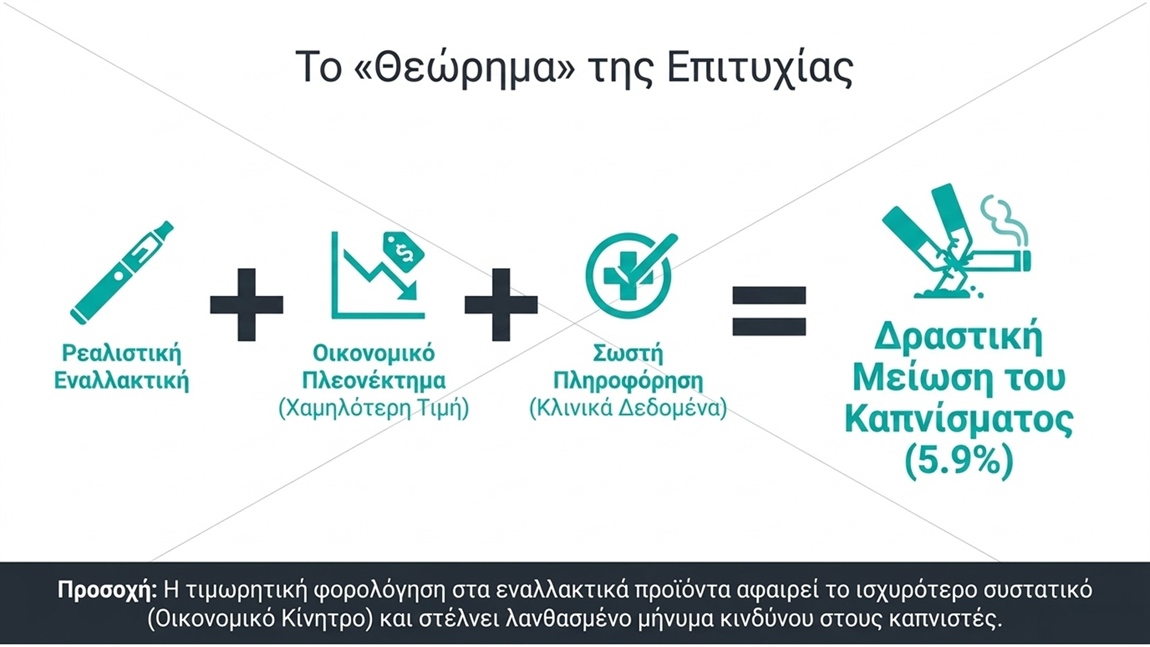 Το «Θεώρημα» της Επιτυχίας
Ρεαλιστική
Εναλλακτική
+
Οικονομικό
Πλεονέκτημα
(Χαμηλότερη Τιμή)
$
+
Σωστή
Πληροφόρηση
(Κλινικά Δεδομένα)
=
Δραστική
Μείωση του
Καπνίσματος
(5.9%)
Προσοχή: Η τιμωρητική φορολόγηση στα εναλλακτικά προϊόντα αφαιρεί το ισχυρότερο συστατικό
(Οικονομικό Κίνητρο) και στέλνει λανθασμένο μήνυμα κινδύνου στους καπνιστές.